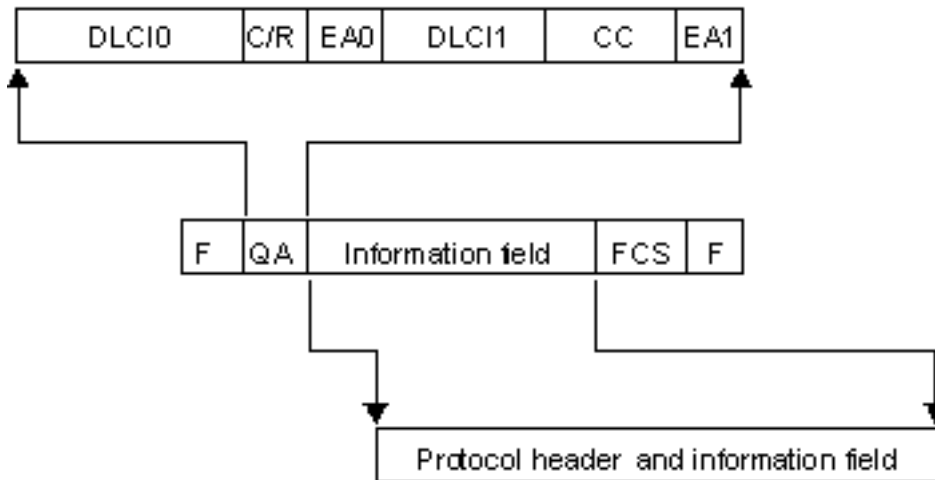 DLCI0 C/R EA0 DLCI1 CC EA1
F QA Information field FCS F
Protocol header and information field